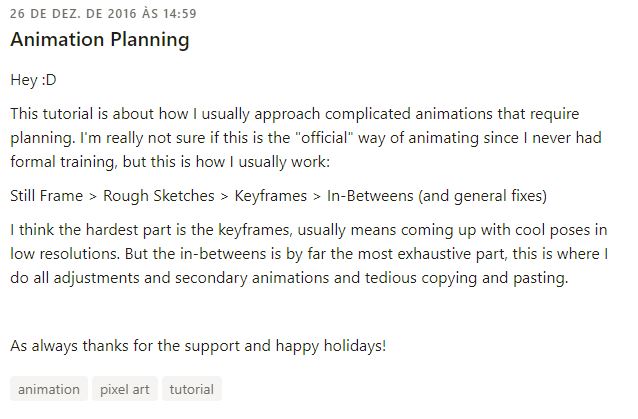 26 DE DEZ. DE 2016 ÀS 14:59
Animation Planning
Hey :D
This tutorial is about how I usually approach complicated animations that require
planning. I'm really not sure if this is the "official" way of animating since I never had
formal training, but this is how I usually work:
Still Frame > Rough Sketches > Keyframes > In-Betweens (and general fixes)
I think the hardest part is the keyframes, usually means coming up with cool poses in
low resolutions. But the in-betweens is by far the most exhaustive part, this is where I
do all adjustments and secondary animations and tedious copying and pasting.
As always thanks for the support and happy holidays!
animation pixel art tutorial